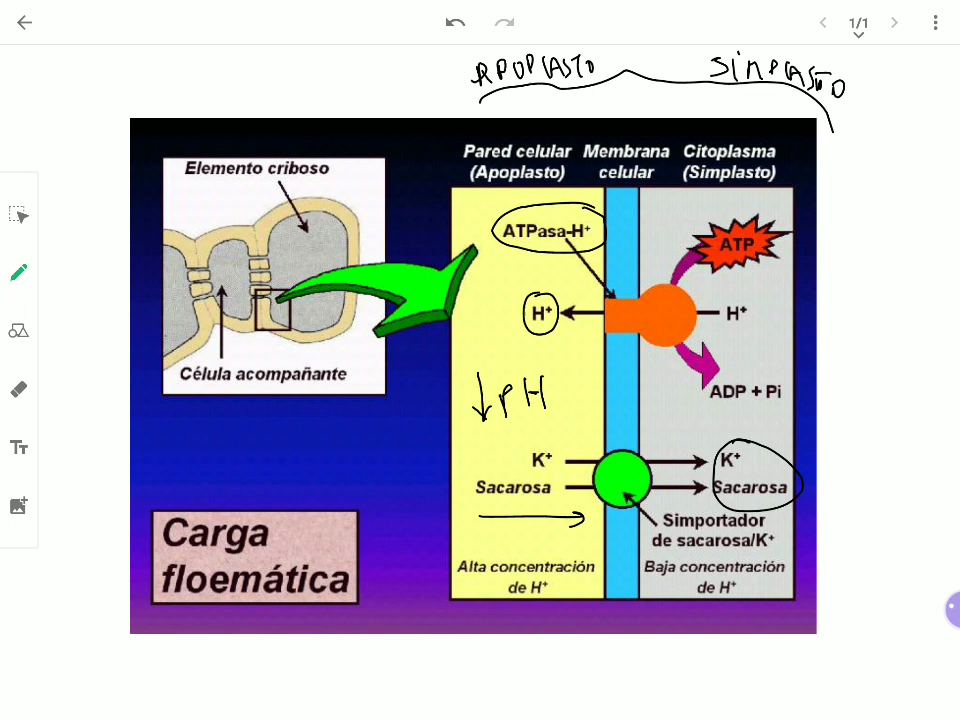 1/1
APOPLASTO SIMPLASTO
Elemento criboso
Célula acompañante
Pared celular
(Apoplasto)
Membrana
celular
Citoplasma
(Simplasto)
ATPasa-H⁺
ATP
H⁺
H⁺
ADP + Pi
↓ PH
K⁺
K⁺
Sacarosa
Sacarosa
Simportador
de sacarosa/K⁺
Alta concentración
de H⁺
Baja concentración
de H⁺
Carga
floemática
Tт